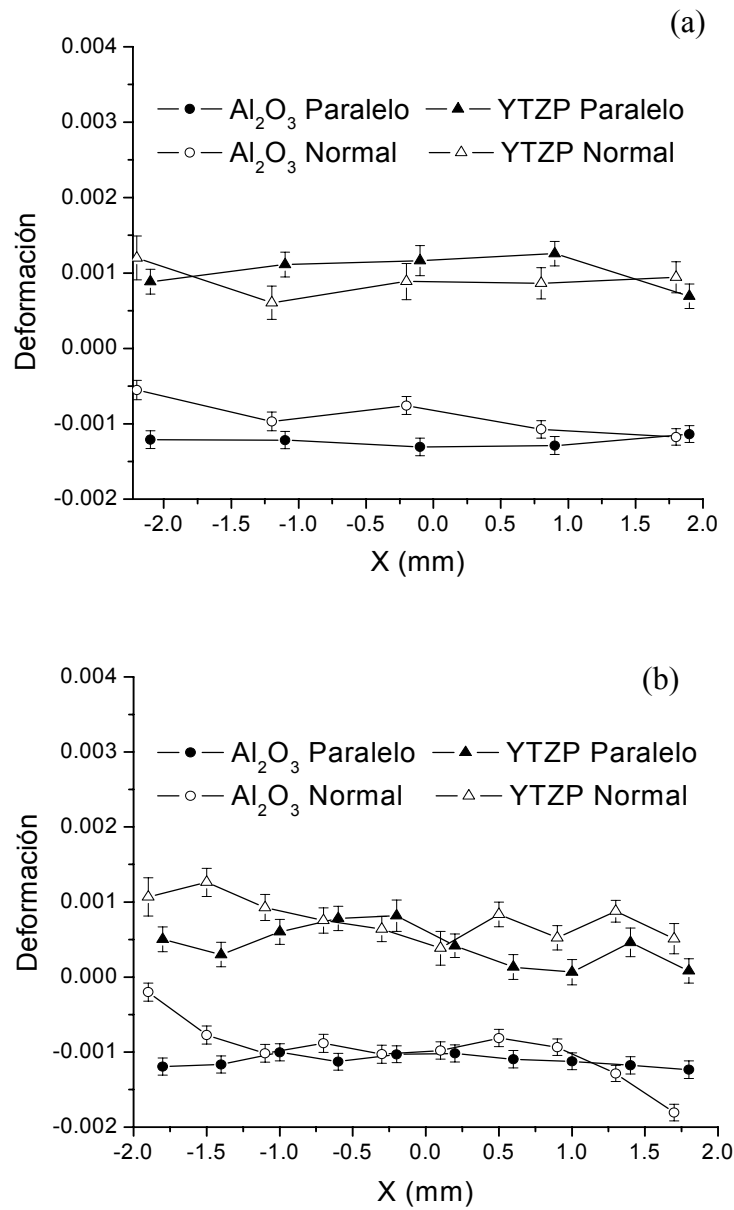 (a)
0.004
0.003
0.002
0.001
0.000
-0.001
-0.002
Deformación
Al₂O₃ Paralelo
YTZP Paralelo
Al₂O₃ Normal
YTZP Normal
-2.0 -1.5 -1.0 -0.5 0.0 0.5 1.0 1.5 2.0
X (mm)
(b)
0.004
0.003
0.002
0.001
0.000
-0.001
-0.002
Deformación
Al₂O₃ Paralelo
YTZP Paralelo
Al₂O₃ Normal
YTZP Normal
-2.0 -1.5 -1.0 -0.5 0.0 0.5 1.0 1.5 2.0
X (mm)